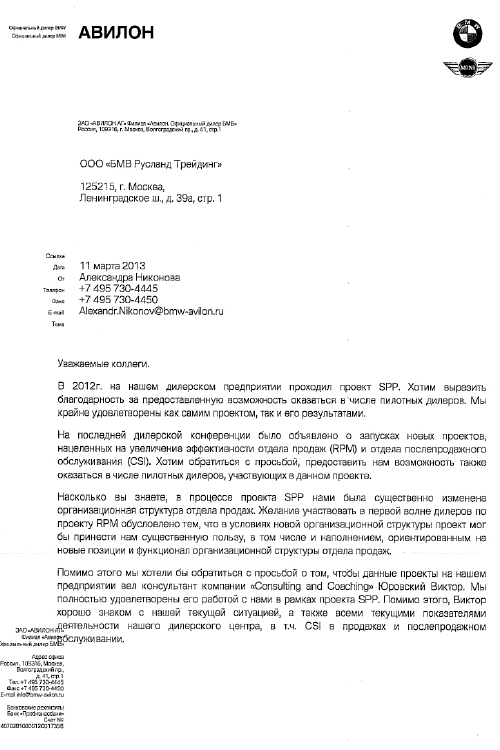 Официальный дилер BMW
Официальный дилер MINI
АВИЛОН
BMW
MINI
ЗАО «АВИЛОН АГ» Филиал «Авилон. Официальный дилер БМВ»
Россия, 109316, г. Москва, Волгоградский пр., д. 41, стр.1
ООО «БМВ Русланд Трейдинг»
125215, г. Москва,
Ленинградское ш., д. 39а, стр. 1
Ссылка
Дата 11 марта 2013
От Александра Никонова
Телефон +7 495 730-4445
Факс +7 495 730-4450
E-mail Alexandr.Nikonov@bmw-avilon.ru
Тема
Уважаемые коллеги.
В 2012г. на нашем дилерском предприятии проходил проект SPP. Хотим выразить
благодарность за предоставленную возможность оказаться в числе пилотных дилеров. Мы
крайне удовлетворены как самим проектом, так и его результатами.
На последней дилерской конференции было объявлено о запусках новых проектов,
нацеленных на увеличение эффективности отдела продаж (RPM) и отдела послепродажного
обслуживания (CSI). Хотим обратиться с просьбой, предоставить нам возможность также
оказаться в числе пилотных дилеров, участвующих в данном проекте.
Насколько вы знаете, в процессе проекта SPP нами была существенно изменена
организационная структура отдела продаж. Желание участвовать в первой волне дилеров по
проекту RPM обусловлено тем, что в условиях новой организационной структуры проект мог
бы принести нам существенную пользу, в том числе и наполнением, ориентированным на
новые позиции и функционал организационной структуры отдела продаж.
Помимо этого мы хотели бы обратиться с просьбой о том, чтобы данные проекты на нашем
предприятии вел консультант компании «Consulting and Coaching» Юровский Виктор. Мы
полностью удовлетворены его работой с нами в рамках проекта SPP. Помимо этого, Виктор
хорошо знаком с нашей текущей ситуацией, а также всеми текущими показателями
деятельности нашего дилерского центра, в т.ч. CSI в продажах и послепродажном
обслуживании.
ЗАО «АВИЛОН АГ»
Филиал «Авилон.
Официальный дилер БМВ»
Адрес офиса
Россия, 109316, Москва,
Волгоградский пр.,
д. 41, стр.1
Тел. +7 495 730-4445
Факс +7 495 730-4450
E-mail info@bmw-avilon.ru
Банковские реквизиты
Счет №